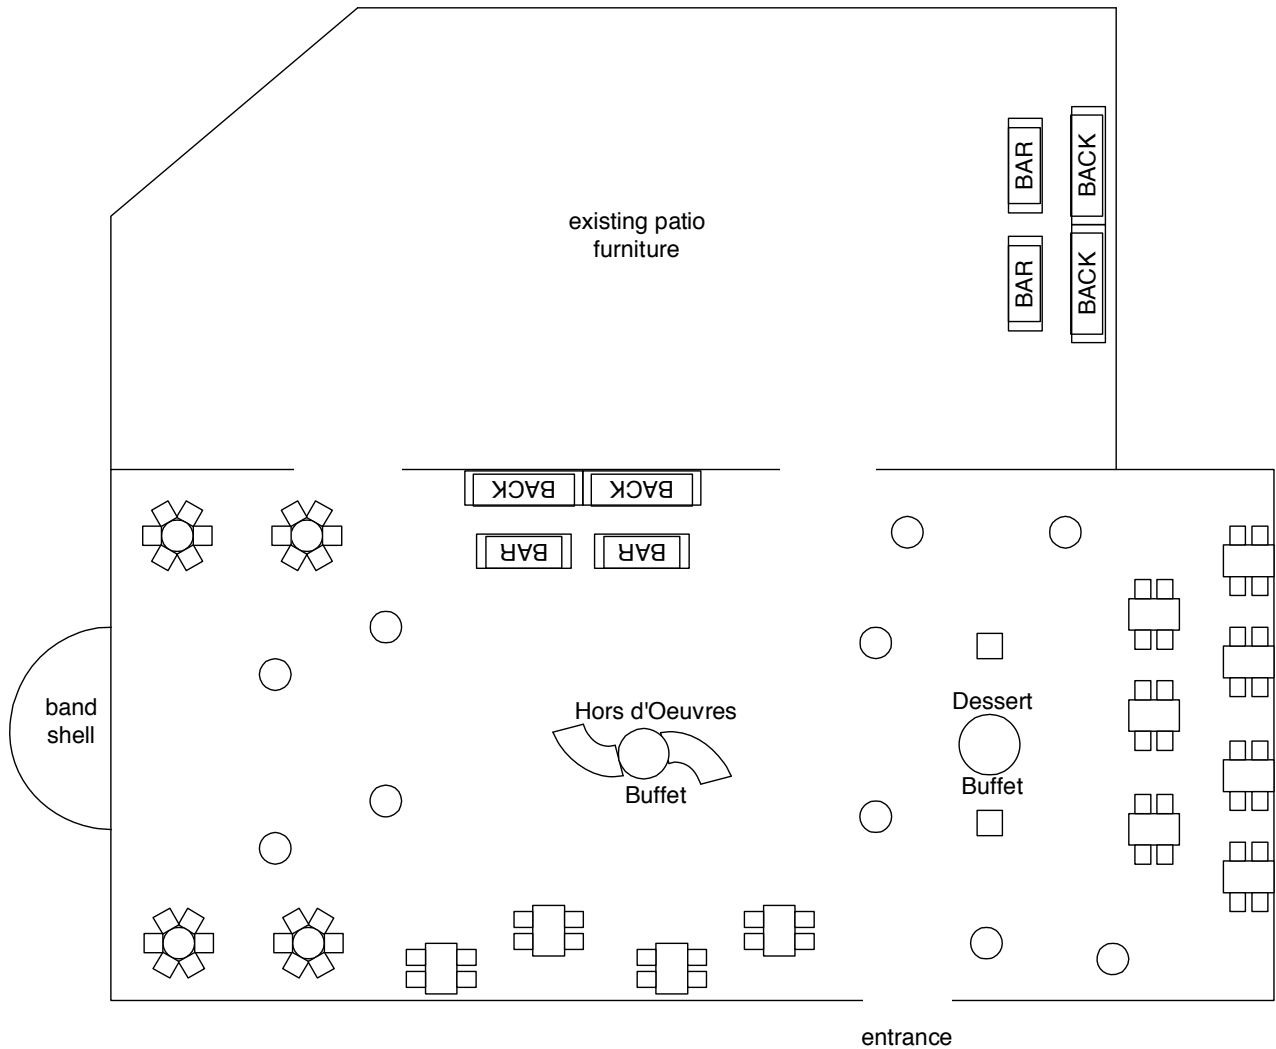 BAR
BACK
existing patio
furniture
BAR
BACK
BACK
BACK
BAR
BAR
band
shell
Hors d'Oeuvres
Buffet
Dessert
Buffet
entrance